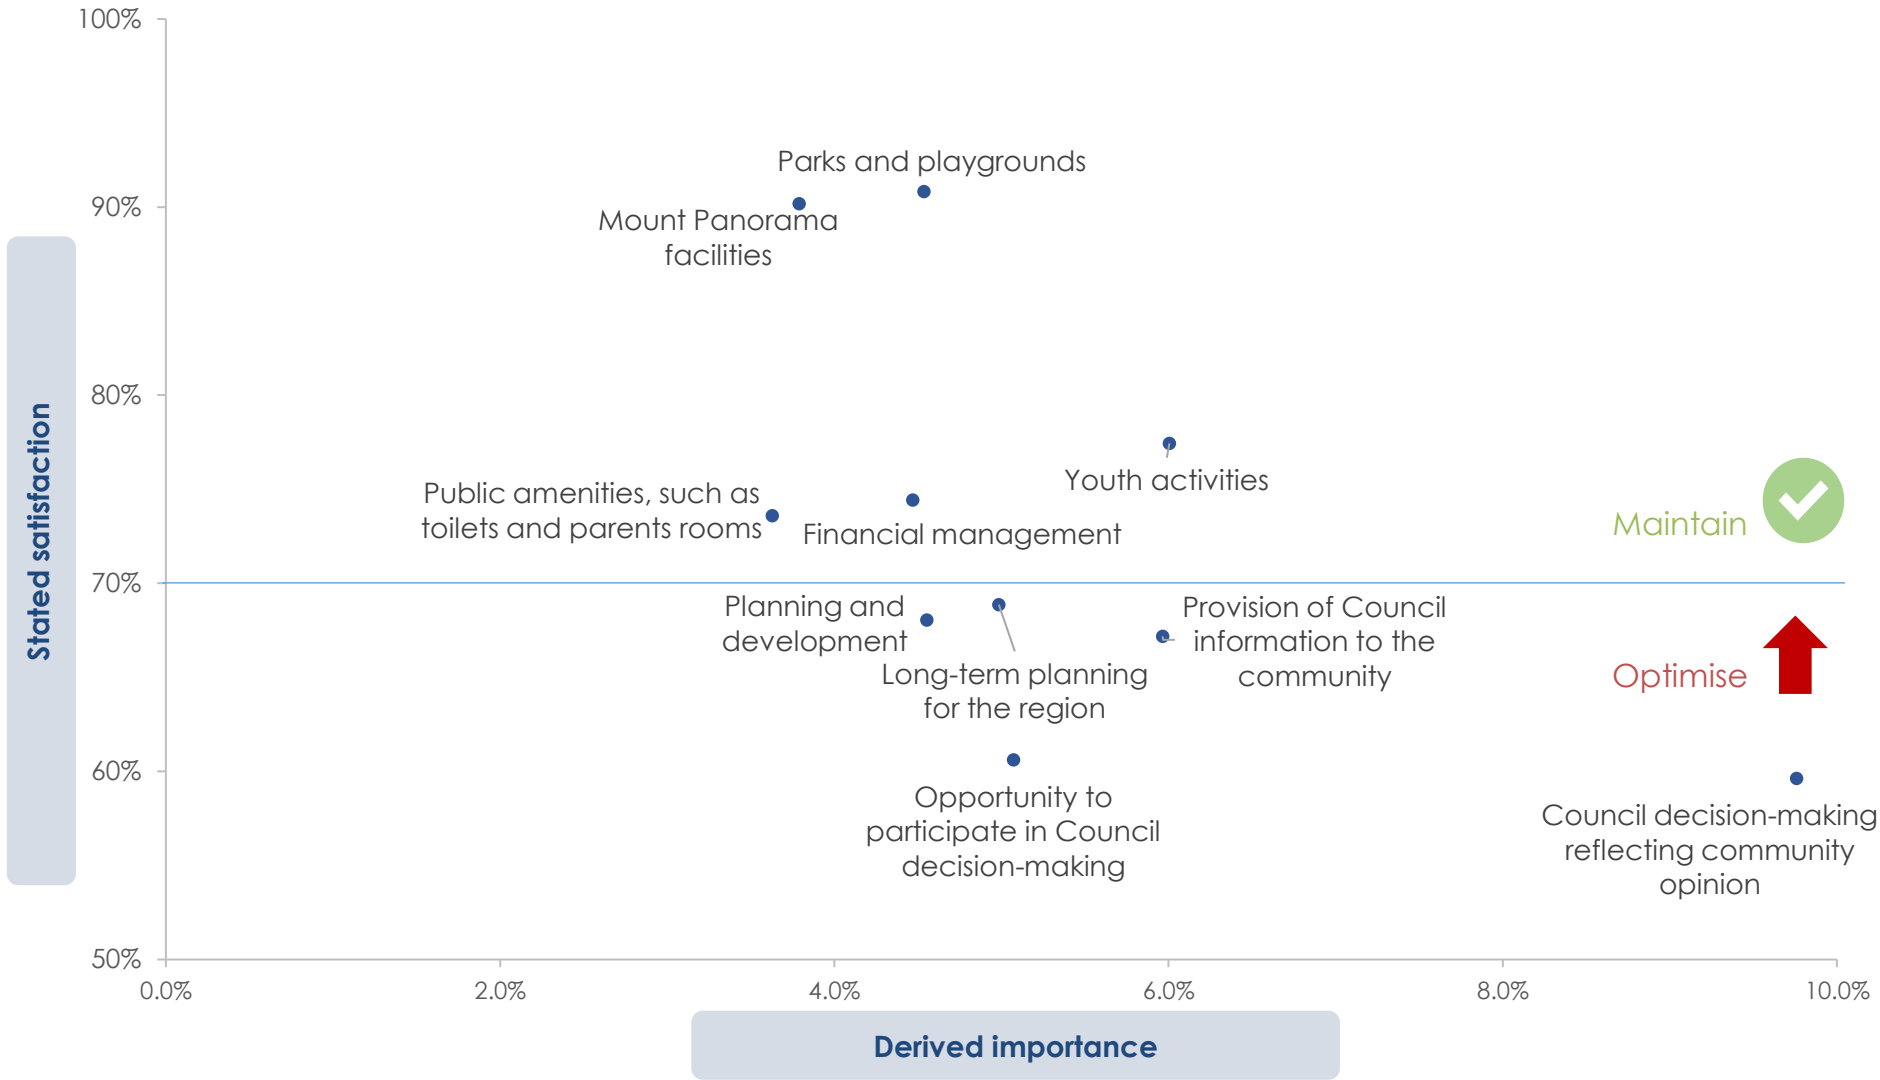 100%
Parks and playgrounds
90%
Mount Panorama
facilities
80%
Stated satisfaction
Youth activities
Public amenities, such as
toilets and parents rooms
Financial management
Maintain
70%
Planning and
development
Provision of Council
information to the
community
Long-term planning
for the region
Optimise
60%
Opportunity to
participate in Council
decision-making
Council decision-making
reflecting community
opinion
50%
0.0%
2.0%
4.0%
6.0%
8.0%
10.0%
Derived importance